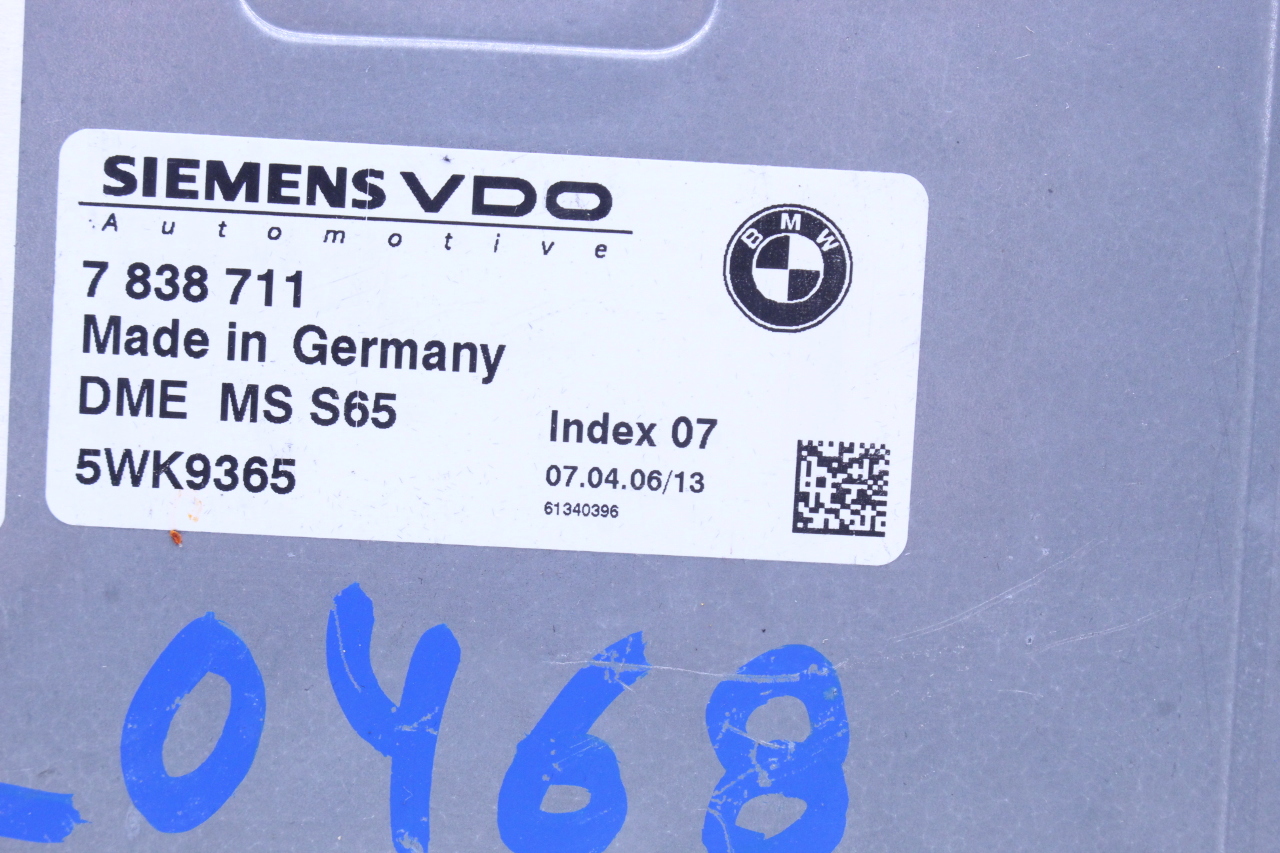 SIEMENS VDO
Automotive
BMW
7 838 711
Made in Germany
DME MS S65
5WK9365
Index 07
07.04.06/13
61340396
0468